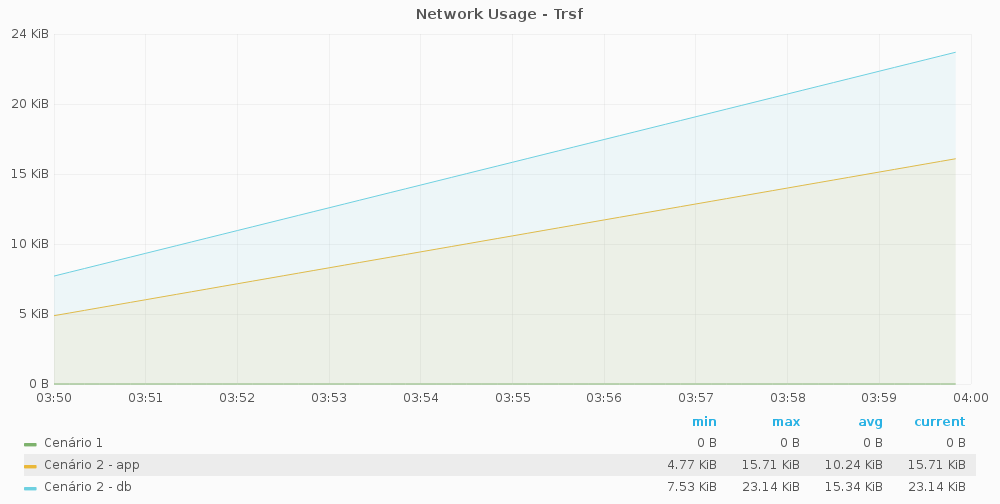 Network Usage - Trsf
24 KiB
20 KiB
15 KiB
10 KiB
5 KiB
0 B
03:50 03:51 03:52 03:53 03:54 03:55 03:56 03:57 03:58 03:59 04:00
min max avg current
Cenário 1 0 B 0 B 0 B 0 B
Cenário 2 - app 4.77 KiB 15.71 KiB 10.24 KiB 15.71 KiB
Cenário 2 - db 7.53 KiB 23.14 KiB 15.34 KiB 23.14 KiB